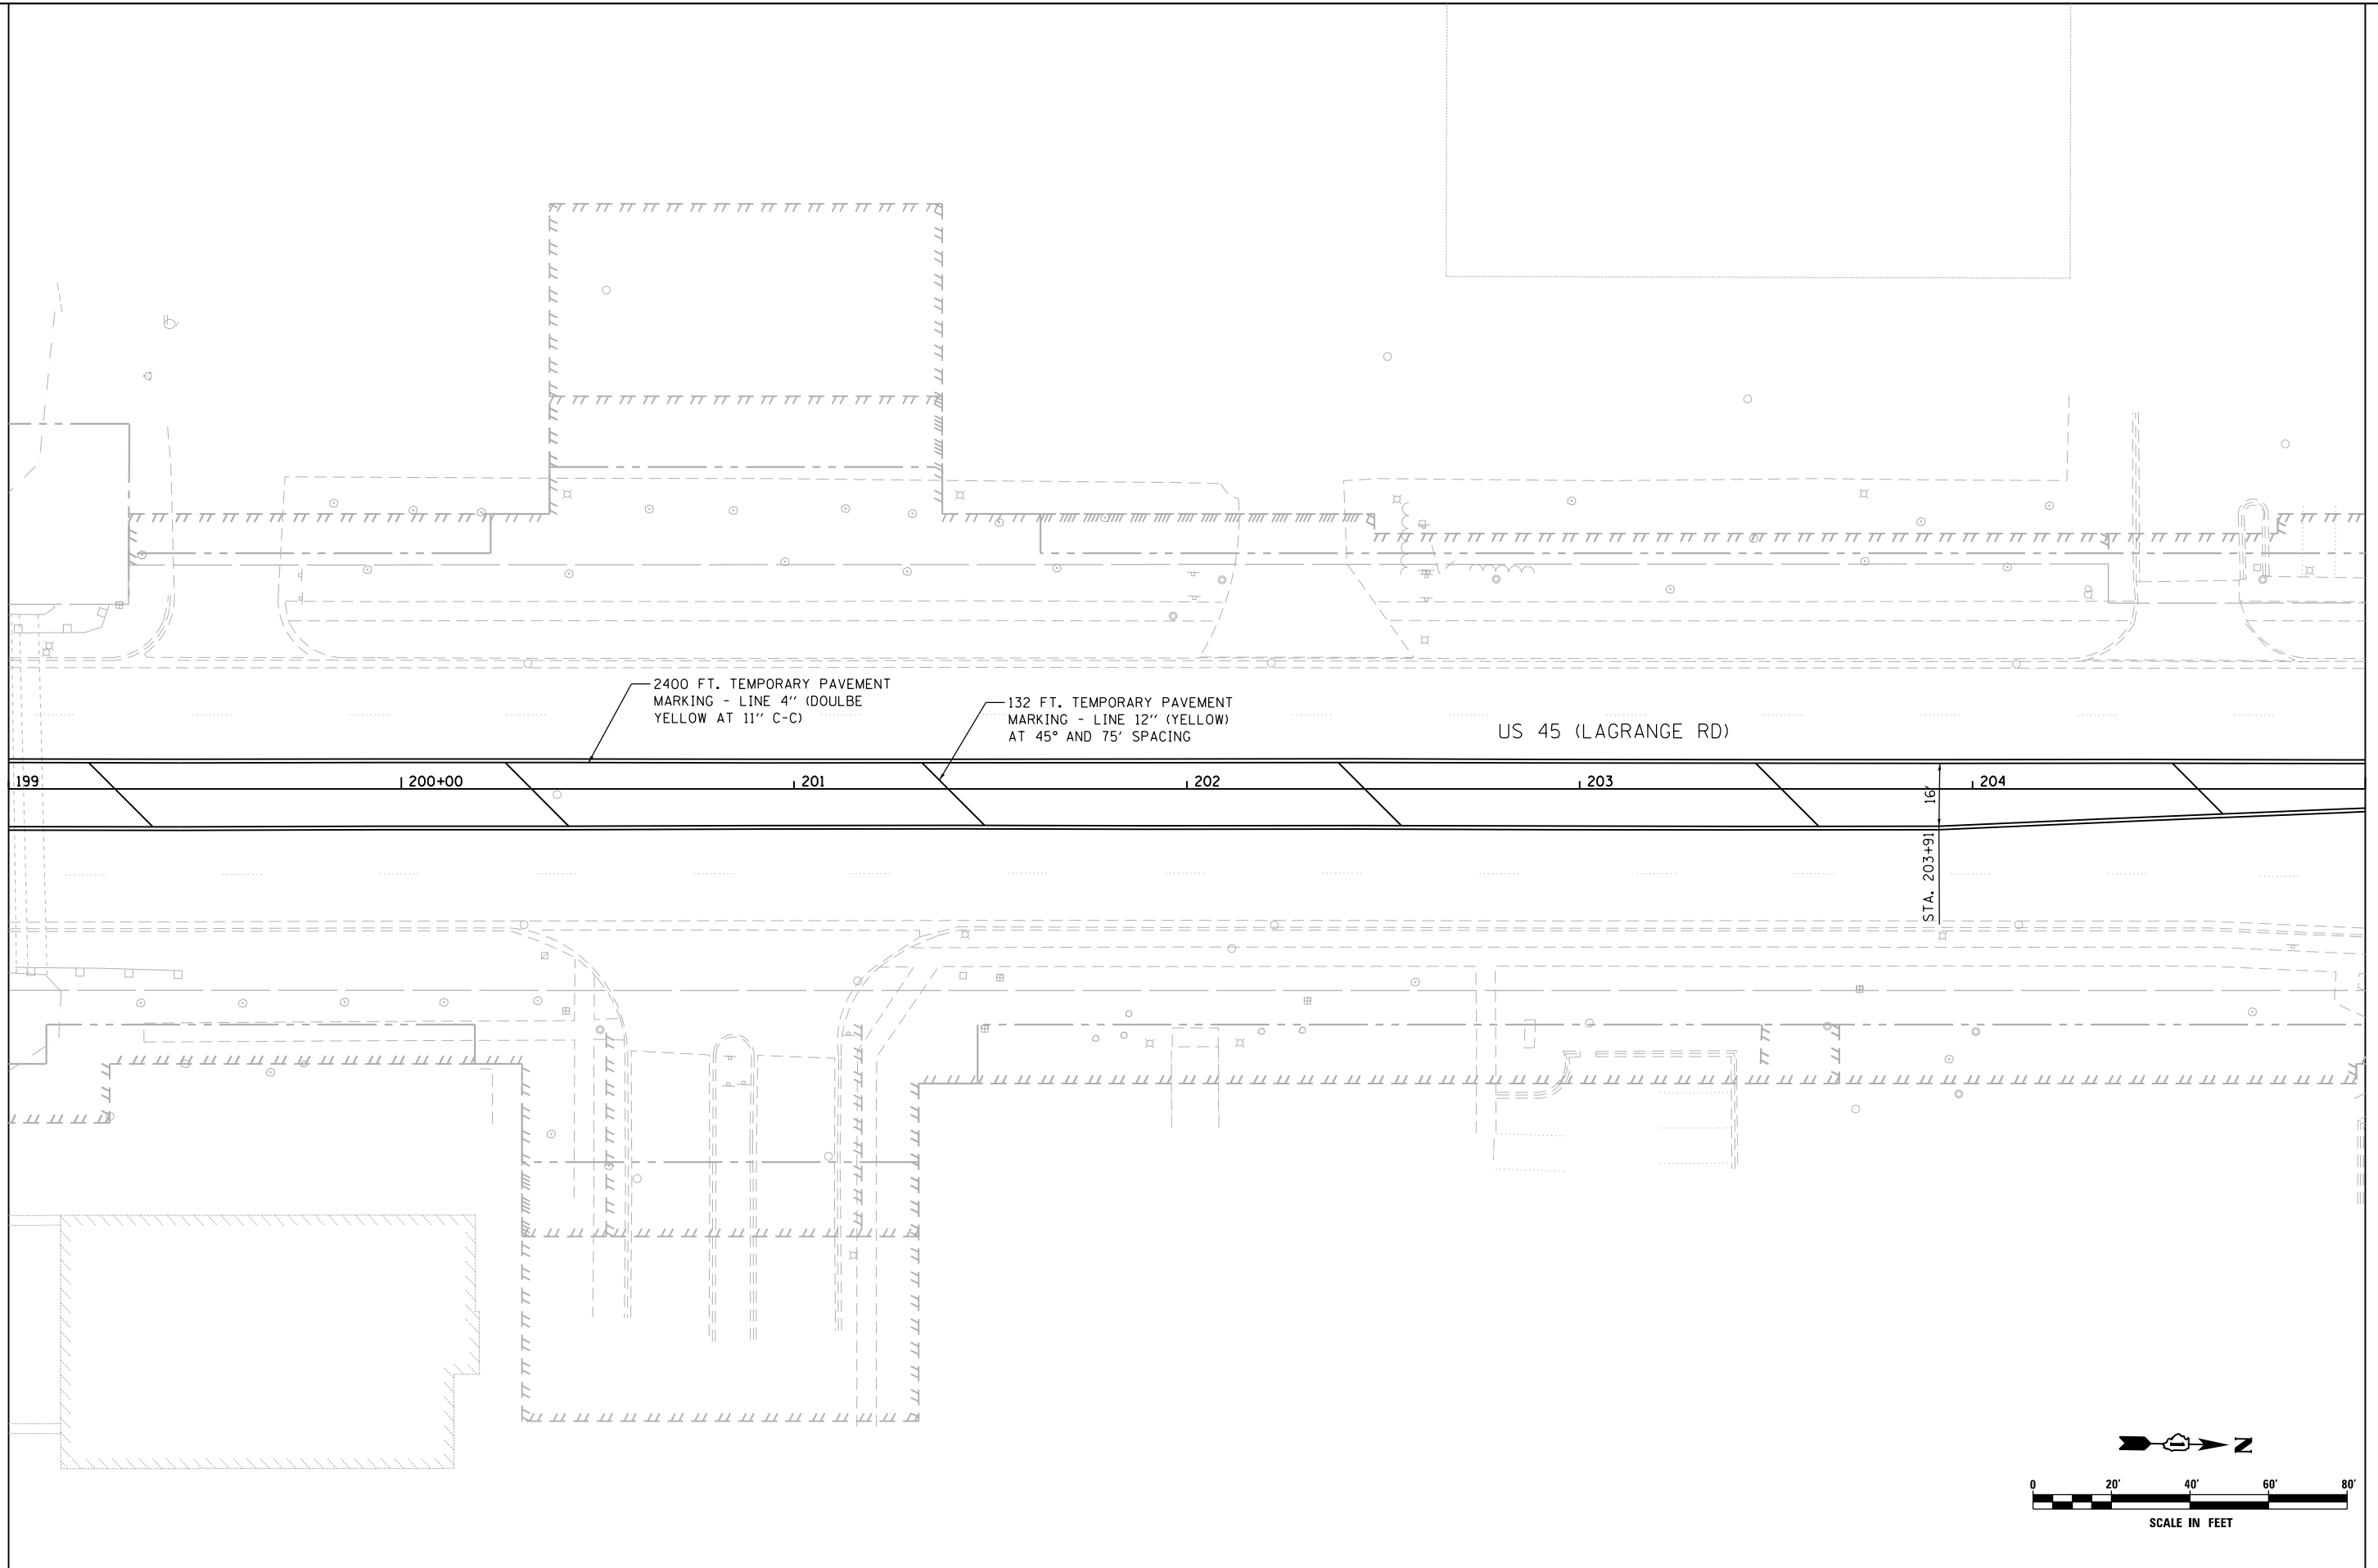 2400 FT. TEMPORARY PAVEMENT
MARKING - LINE 4'' (DOULBE
YELLOW AT 11'' C-C)
132 FT. TEMPORARY PAVEMENT
MARKING - LINE 12'' (YELLOW)
AT 45° AND 75' SPACING
US 45 (LAGRANGE RD)
199
200+00
201
202
203
204
16'
STA. 203+91
N
0 20' 40' 60' 80'
SCALE IN FEET